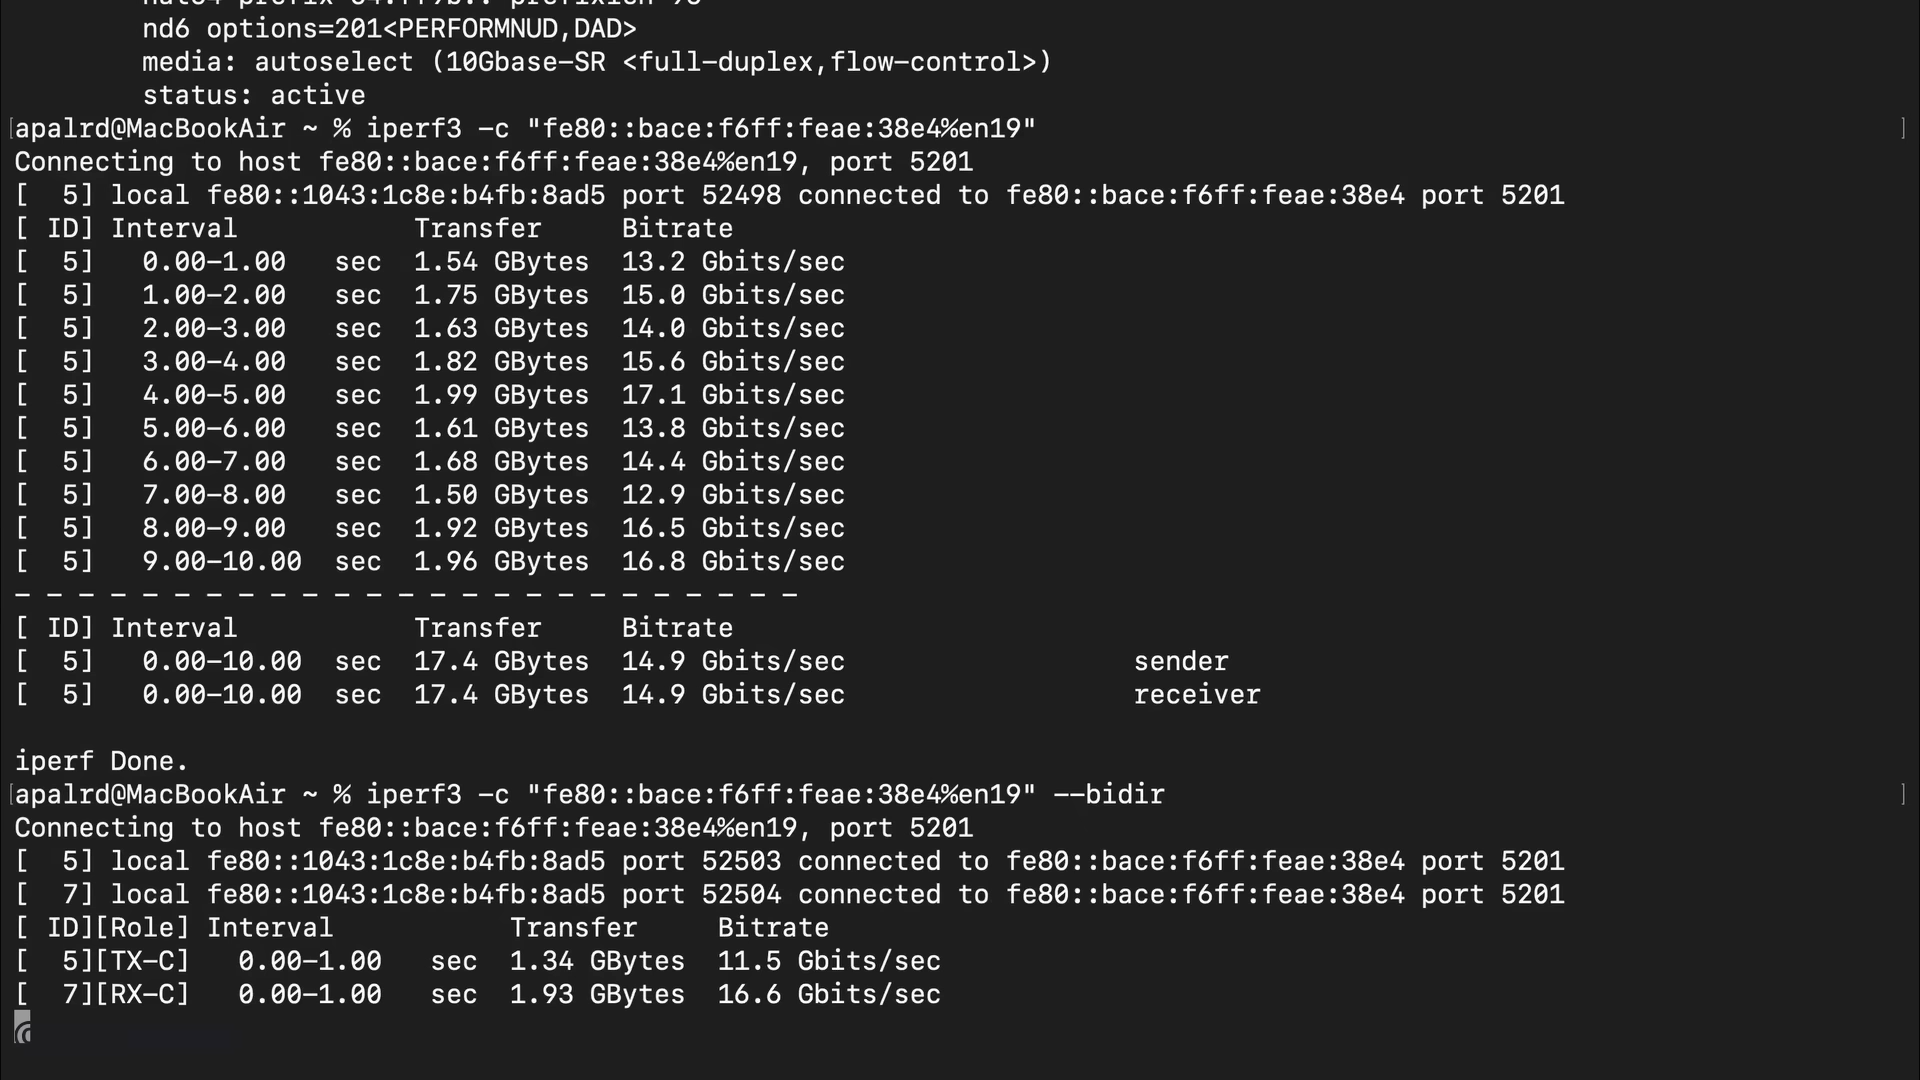 nd6 options=201<PERFORMNUD,DAD>
media: autoselect (10Gbase-SR <full-duplex,flow-control>)
status: active
[apalrd@MacBookAir ~ % iperf3 -c "fe80::bace:f6ff:feae:38e4%en19" ]
Connecting to host fe80::bace:f6ff:feae:38e4%en19, port 5201
[  5] local fe80::1043:1c8e:b4fb:8ad5 port 52498 connected to fe80::bace:f6ff:feae:38e4 port 5201
[ ID] Interval           Transfer     Bitrate
[  5]   0.00-1.00   sec  1.54 GBytes  13.2 Gbits/sec
[  5]   1.00-2.00   sec  1.75 GBytes  15.0 Gbits/sec
[  5]   2.00-3.00   sec  1.63 GBytes  14.0 Gbits/sec
[  5]   3.00-4.00   sec  1.82 GBytes  15.6 Gbits/sec
[  5]   4.00-5.00   sec  1.99 GBytes  17.1 Gbits/sec
[  5]   5.00-6.00   sec  1.61 GBytes  13.8 Gbits/sec
[  5]   6.00-7.00   sec  1.68 GBytes  14.4 Gbits/sec
[  5]   7.00-8.00   sec  1.50 GBytes  12.9 Gbits/sec
[  5]   8.00-9.00   sec  1.92 GBytes  16.5 Gbits/sec
[  5]   9.00-10.00  sec  1.96 GBytes  16.8 Gbits/sec
- - - - - - - - - - - - - - - - - - - - - - - - -
[ ID] Interval           Transfer     Bitrate
[  5]   0.00-10.00  sec  17.4 GBytes  14.9 Gbits/sec                  sender
[  5]   0.00-10.00  sec  17.4 GBytes  14.9 Gbits/sec                  receiver
iperf Done.
[apalrd@MacBookAir ~ % iperf3 -c "fe80::bace:f6ff:feae:38e4%en19" --bidir ]
Connecting to host fe80::bace:f6ff:feae:38e4%en19, port 5201
[  5] local fe80::1043:1c8e:b4fb:8ad5 port 52503 connected to fe80::bace:f6ff:feae:38e4 port 5201
[  7] local fe80::1043:1c8e:b4fb:8ad5 port 52504 connected to fe80::bace:f6ff:feae:38e4 port 5201
[ ID][Role] Interval           Transfer     Bitrate
[  5][TX-C]   0.00-1.00   sec  1.34 GBytes  11.5 Gbits/sec
[  7][RX-C]   0.00-1.00   sec  1.93 GBytes  16.6 Gbits/sec